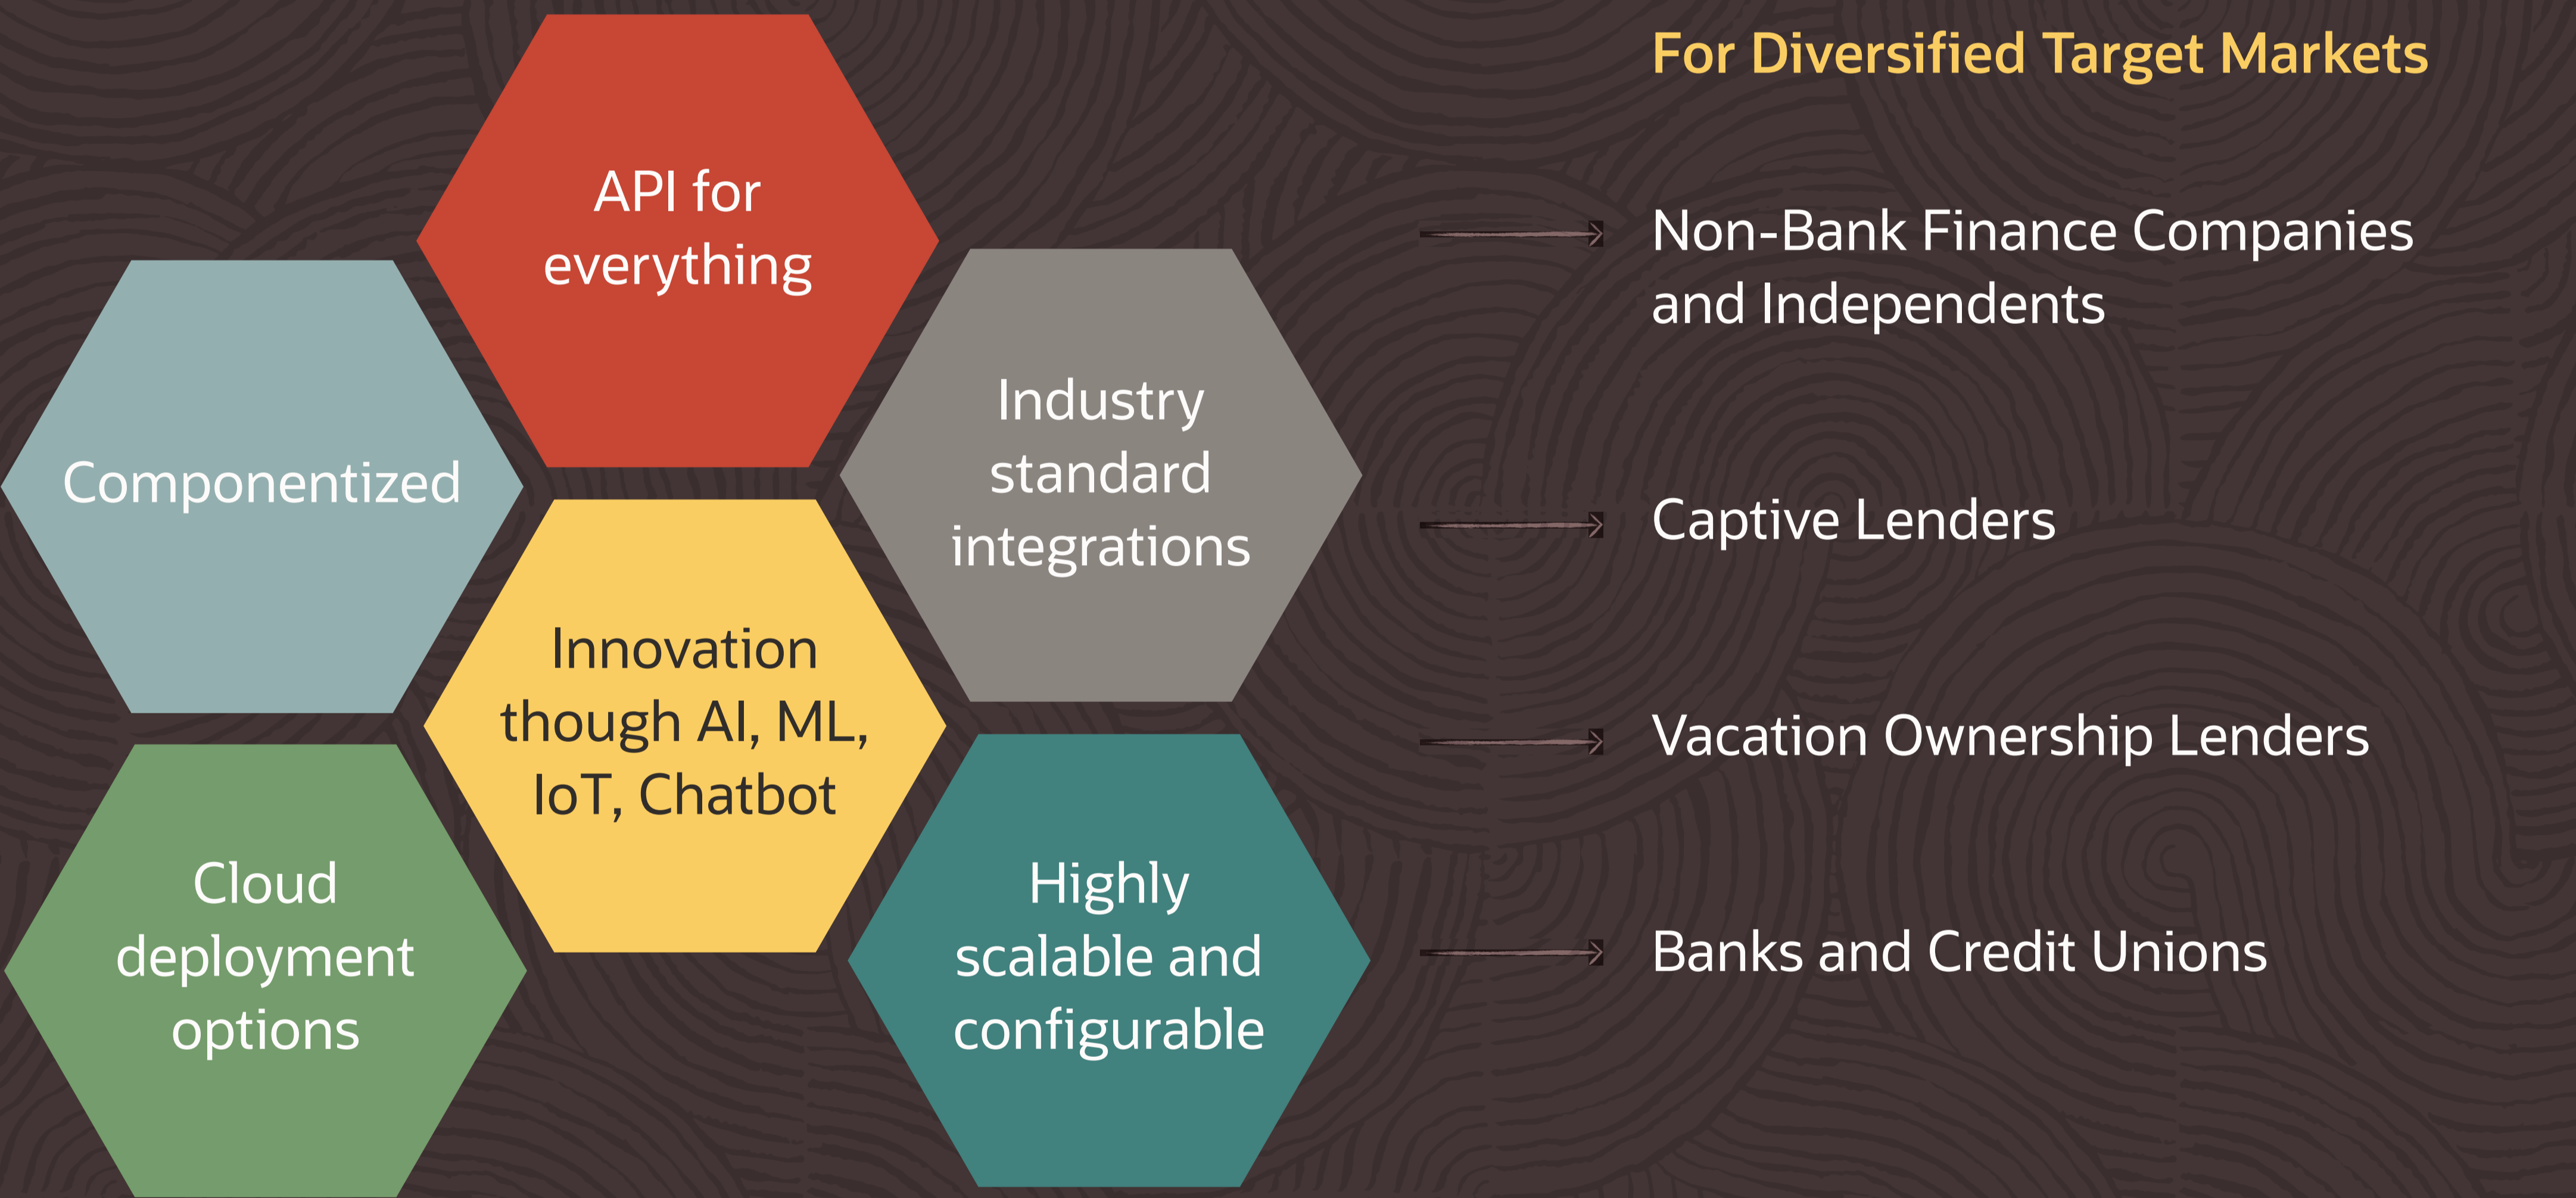 API for
everything
Componentized
Industry
standard
integrations
Innovation
though AI, ML,
IoT, Chatbot
Cloud
deployment
options
Highly
scalable and
configurable
For Diversified Target Markets
Non-Bank Finance Companies
and Independents
Captive Lenders
Vacation Ownership Lenders
Banks and Credit Unions